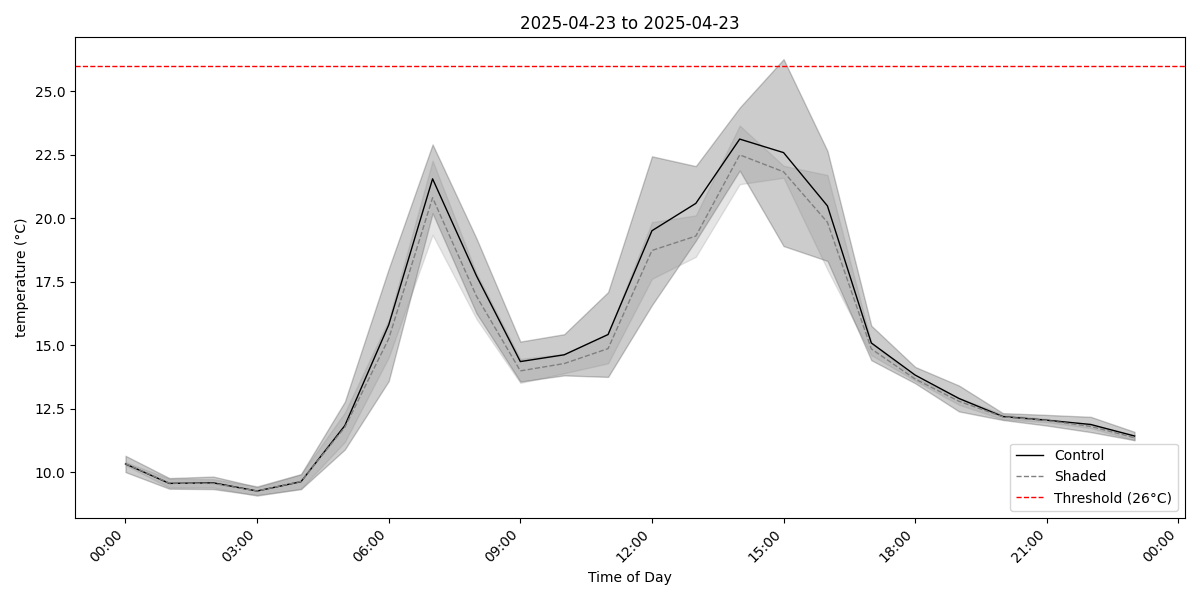 2025-04-23 to 2025-04-23
temperature (°C)
25.0
22.5
20.0
17.5
15.0
12.5
10.0
Control
Shaded
Threshold (26°C)
00:00
03:00
06:00
09:00
12:00
15:00
18:00
21:00
00:00
Time of Day